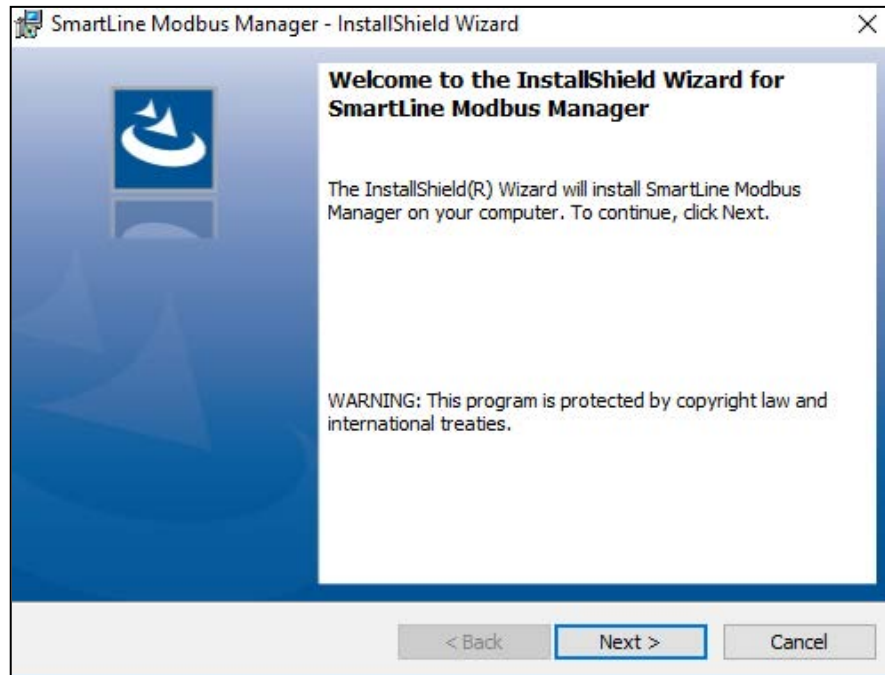 SmartLine Modbus Manager - InstallShield Wizard
Welcome to the InstallShield Wizard for
SmartLine Modbus Manager
The InstallShield(R) Wizard will install SmartLine Modbus
Manager on your computer. To continue, click Next.
WARNING: This program is protected by copyright law and
international treaties.
< Back Next > Cancel